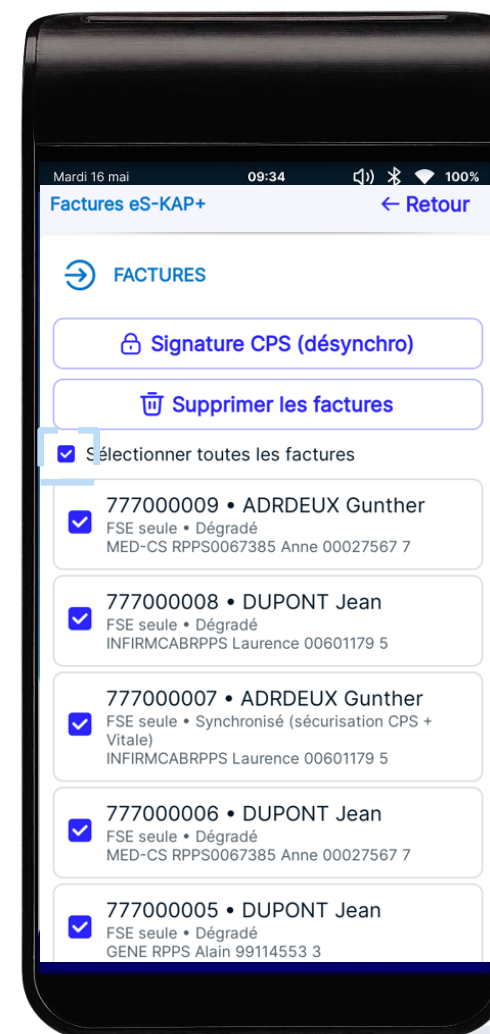 Mardi 16 mai 09:34 100%
Factures eS-KAP+ ← Retour
FACTURES
Signature CPS (désynchro)
Supprimer les factures
Sélectionner toutes les factures
777000009 • ADRDEUX Gunther
FSE seule • Dégradé
MED-CS RPPS0067385 Anne 00027567 7
777000008 • DUPONT Jean
FSE seule • Dégradé
INFIRMCABRPPS Laurence 00601179 5
777000007 • ADRDEUX Gunther
FSE seule • Synchronisé (sécurisation CPS +
Vitale)
INFIRMCABRPPS Laurence 00601179 5
777000006 • DUPONT Jean
FSE seule • Dégradé
MED-CS RPPS0067385 Anne 00027567 7
777000005 • DUPONT Jean
FSE seule • Dégradé
GENE RPPS Alain 99114553 3